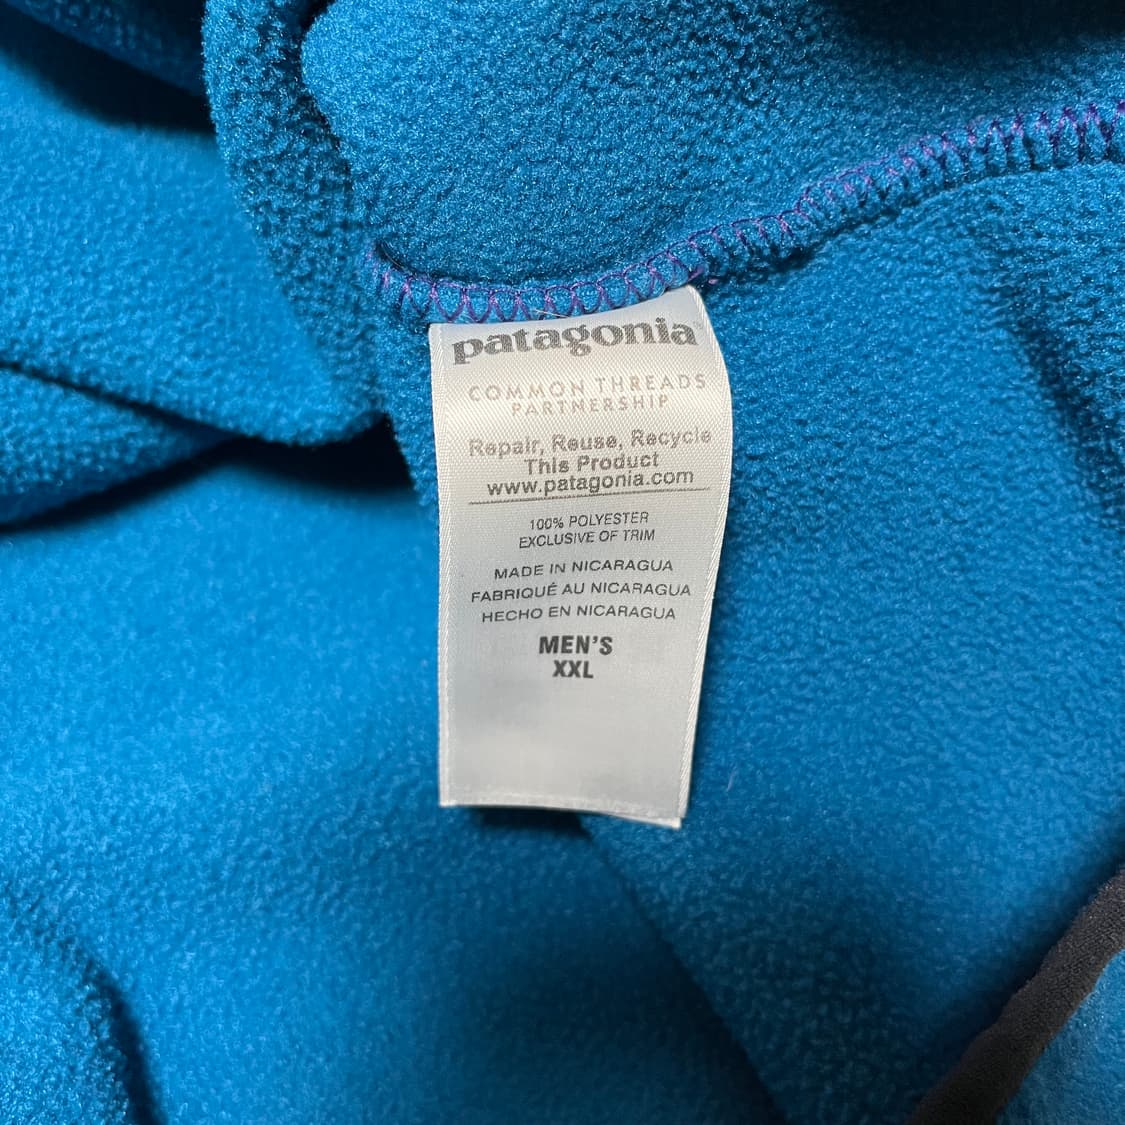 patagonia
COMMON THREADS
PARTNERSHIP
Repair, Reuse, Recycle
This Product
www.patagonia.com
100% POLYESTER
EXCLUSIVE OF TRIM
MADE IN NICARAGUA
FABRIQUÉ AU NICARAGUA
HECHO EN NICARAGUA
MEN'S
XXL